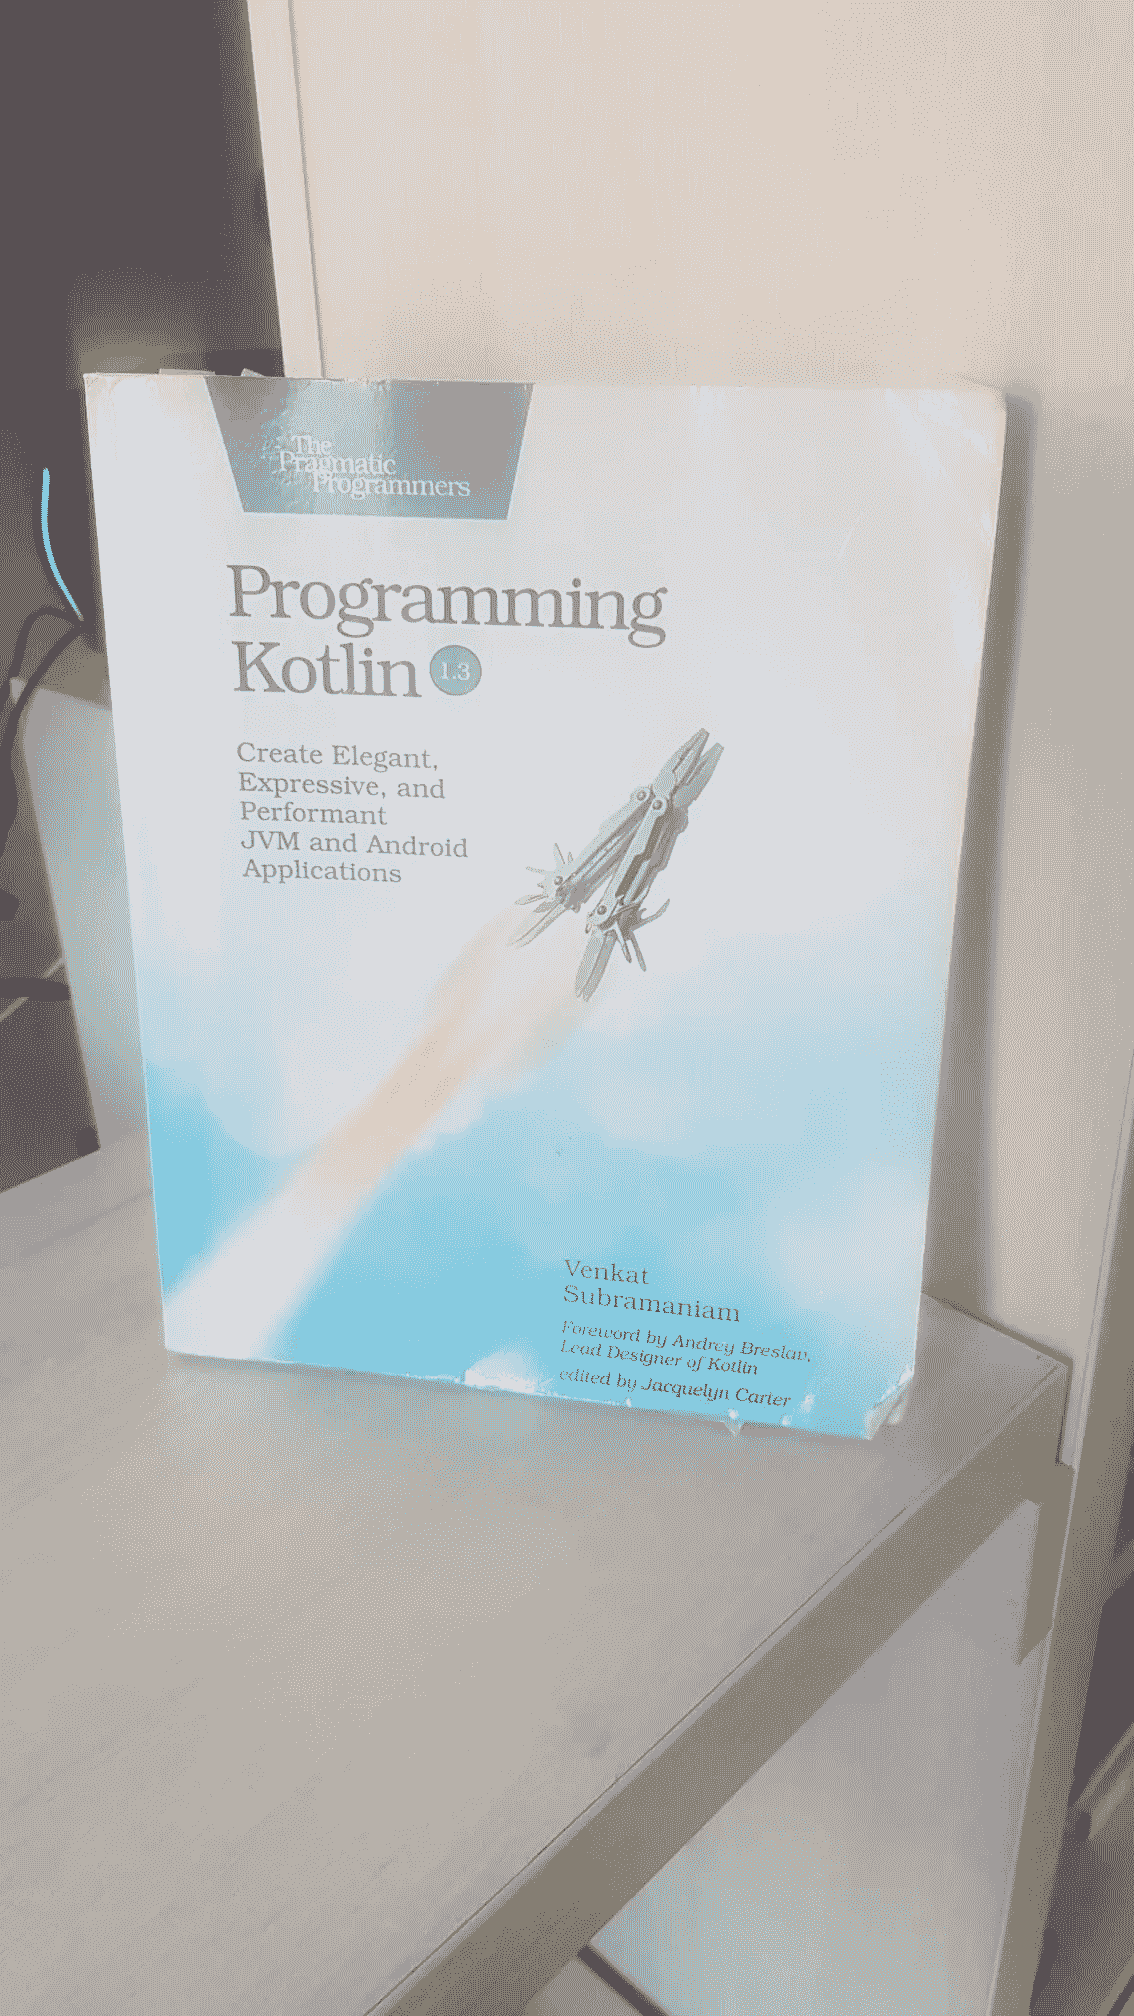 The
Pragmatic
Programmers
Programming
Kotlin 1.3
Create Elegant,
Expressive, and
Performant
JVM and Android
Applications
Venkat
Subramaniam
Foreword by Andrey Breslav,
Lead Designer of Kotlin
edited by Jacquelyn Carter